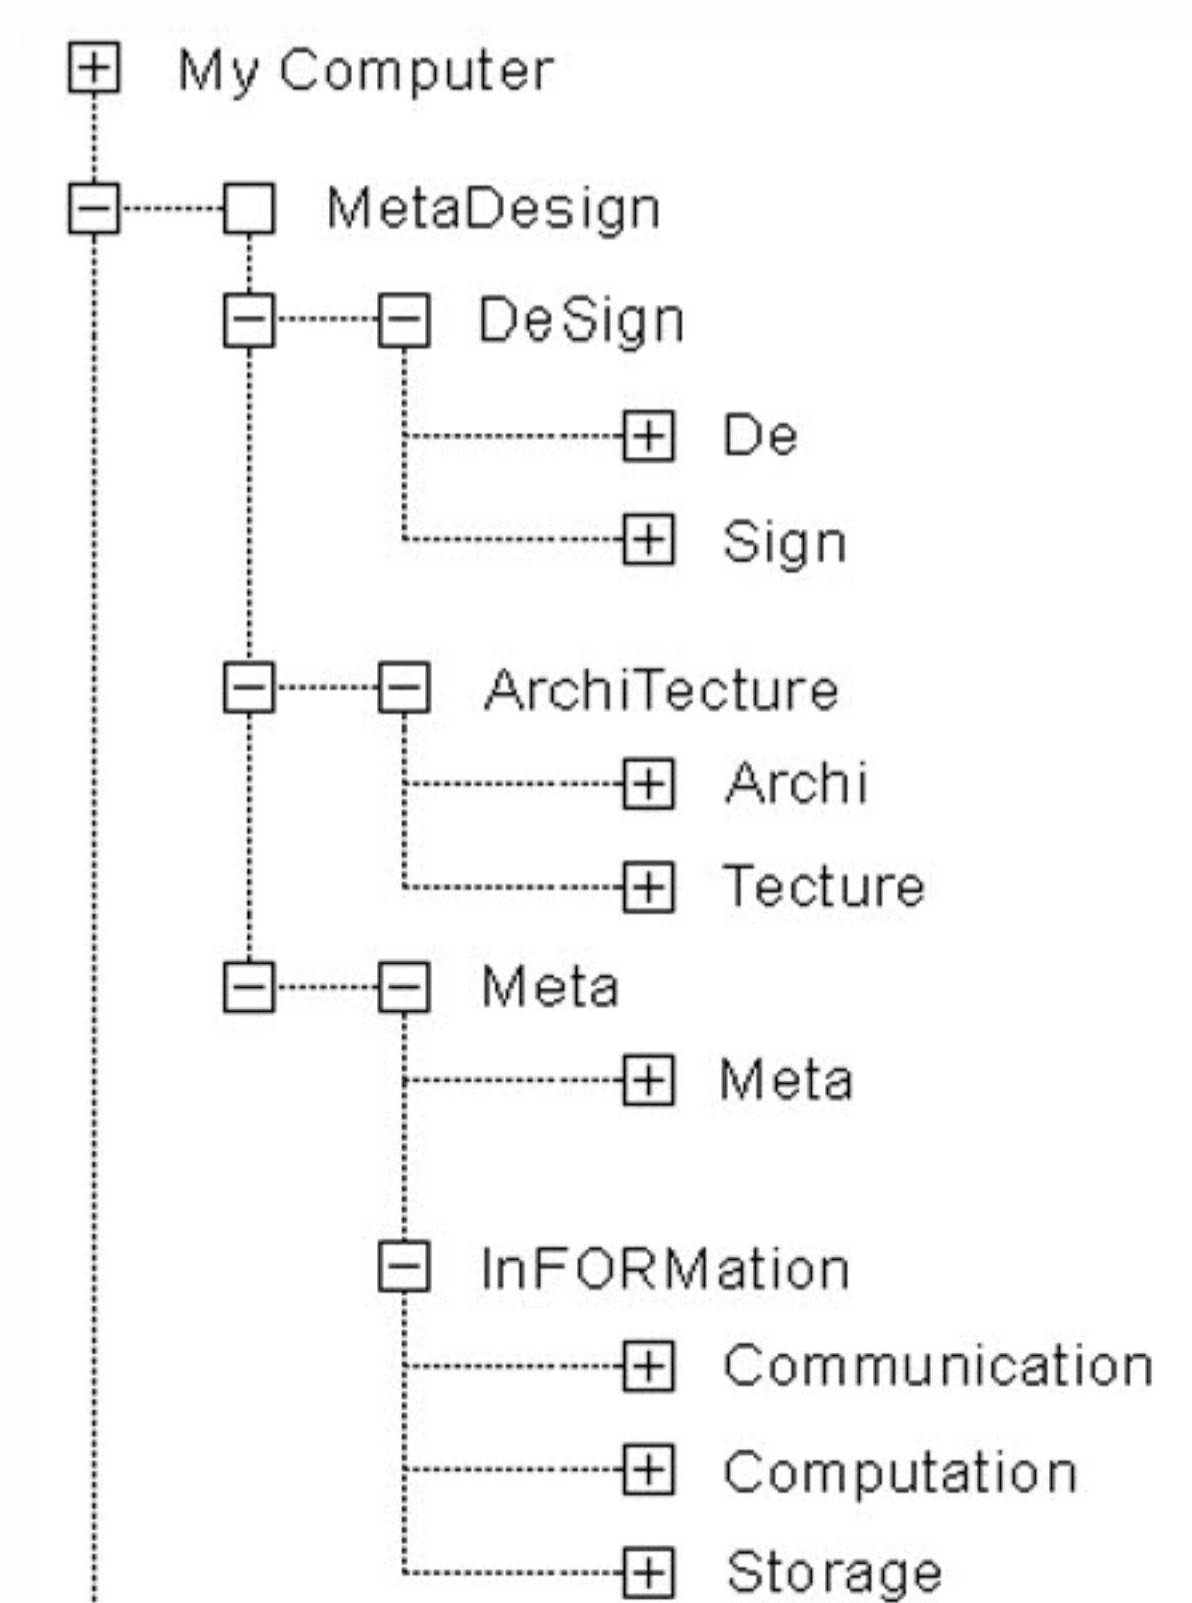 My Computer
MetaDesign
DeSign
De
Sign
ArchiTecture
Archi
Tecture
Meta
Meta
InFORMation
Communication
Computation
Storage